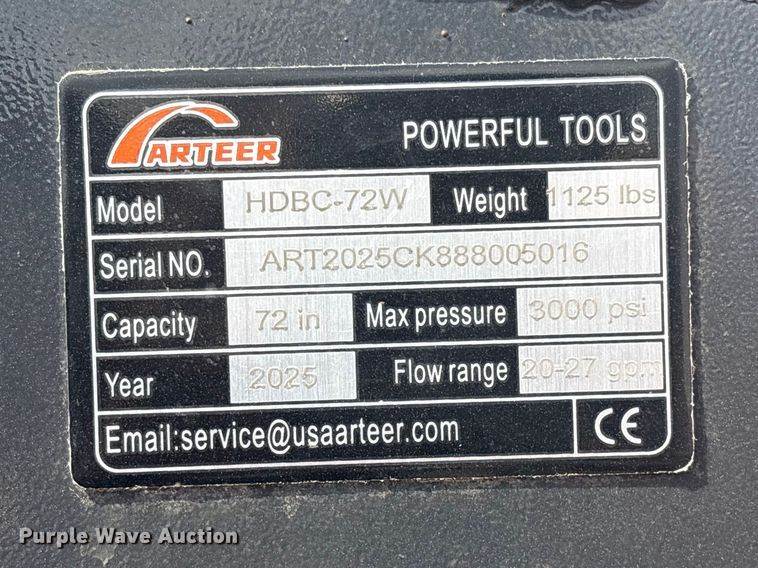 ARTEER
POWERFUL TOOLS
Model HDBC-72W Weight 1125 lbs
Serial NO. ART2025CK888005016
Capacity 72 in Max pressure 3000 psi
Year 2025 Flow range 20-27 gpm
Email:service@usaarteer.com CE
Purple Wave Auction